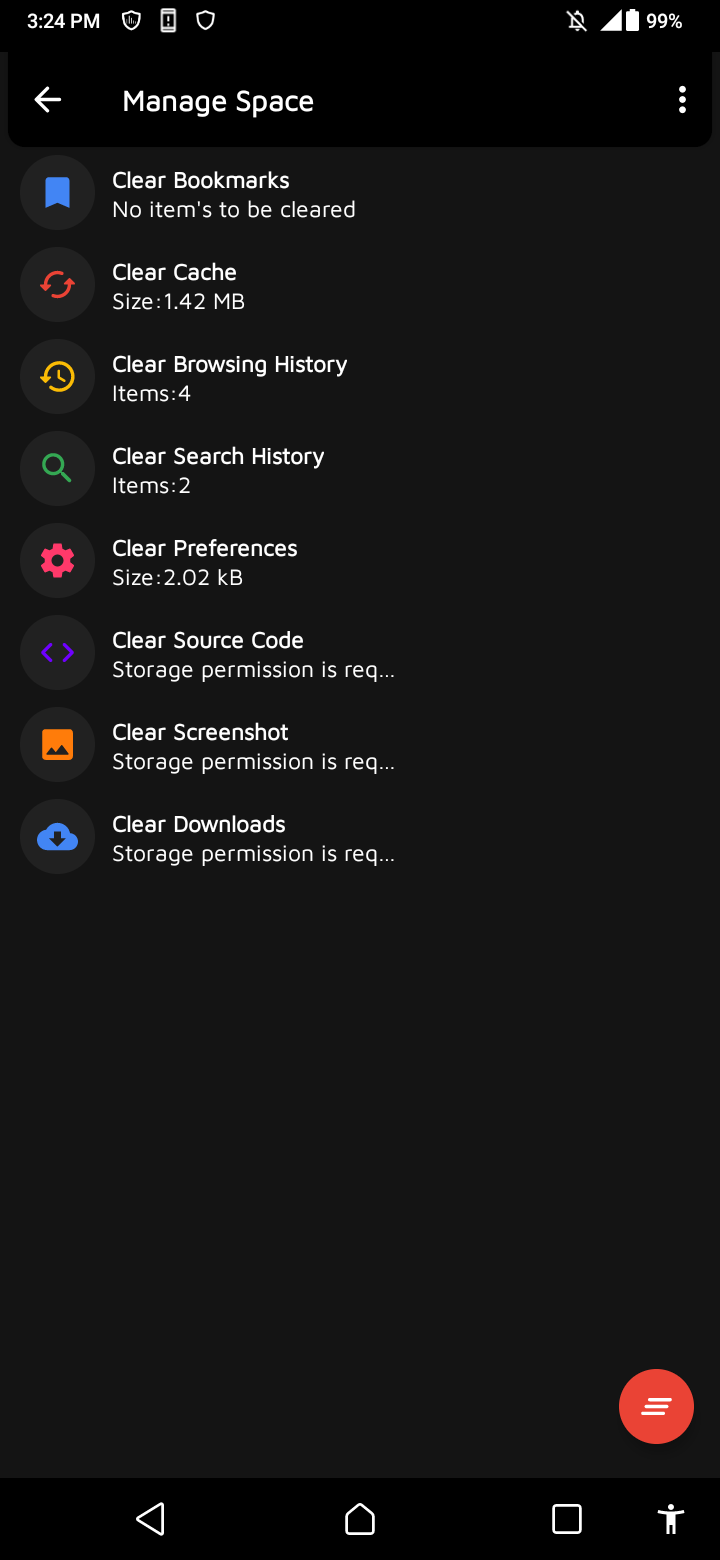 3:24 PM 99%
Manage Space
Clear Bookmarks
No item's to be cleared
Clear Cache
Size:1.42 MB
Clear Browsing History
Items:4
Clear Search History
Items:2
Clear Preferences
Size:2.02 kB
Clear Source Code
Storage permission is req...
Clear Screenshot
Storage permission is req...
Clear Downloads
Storage permission is req...